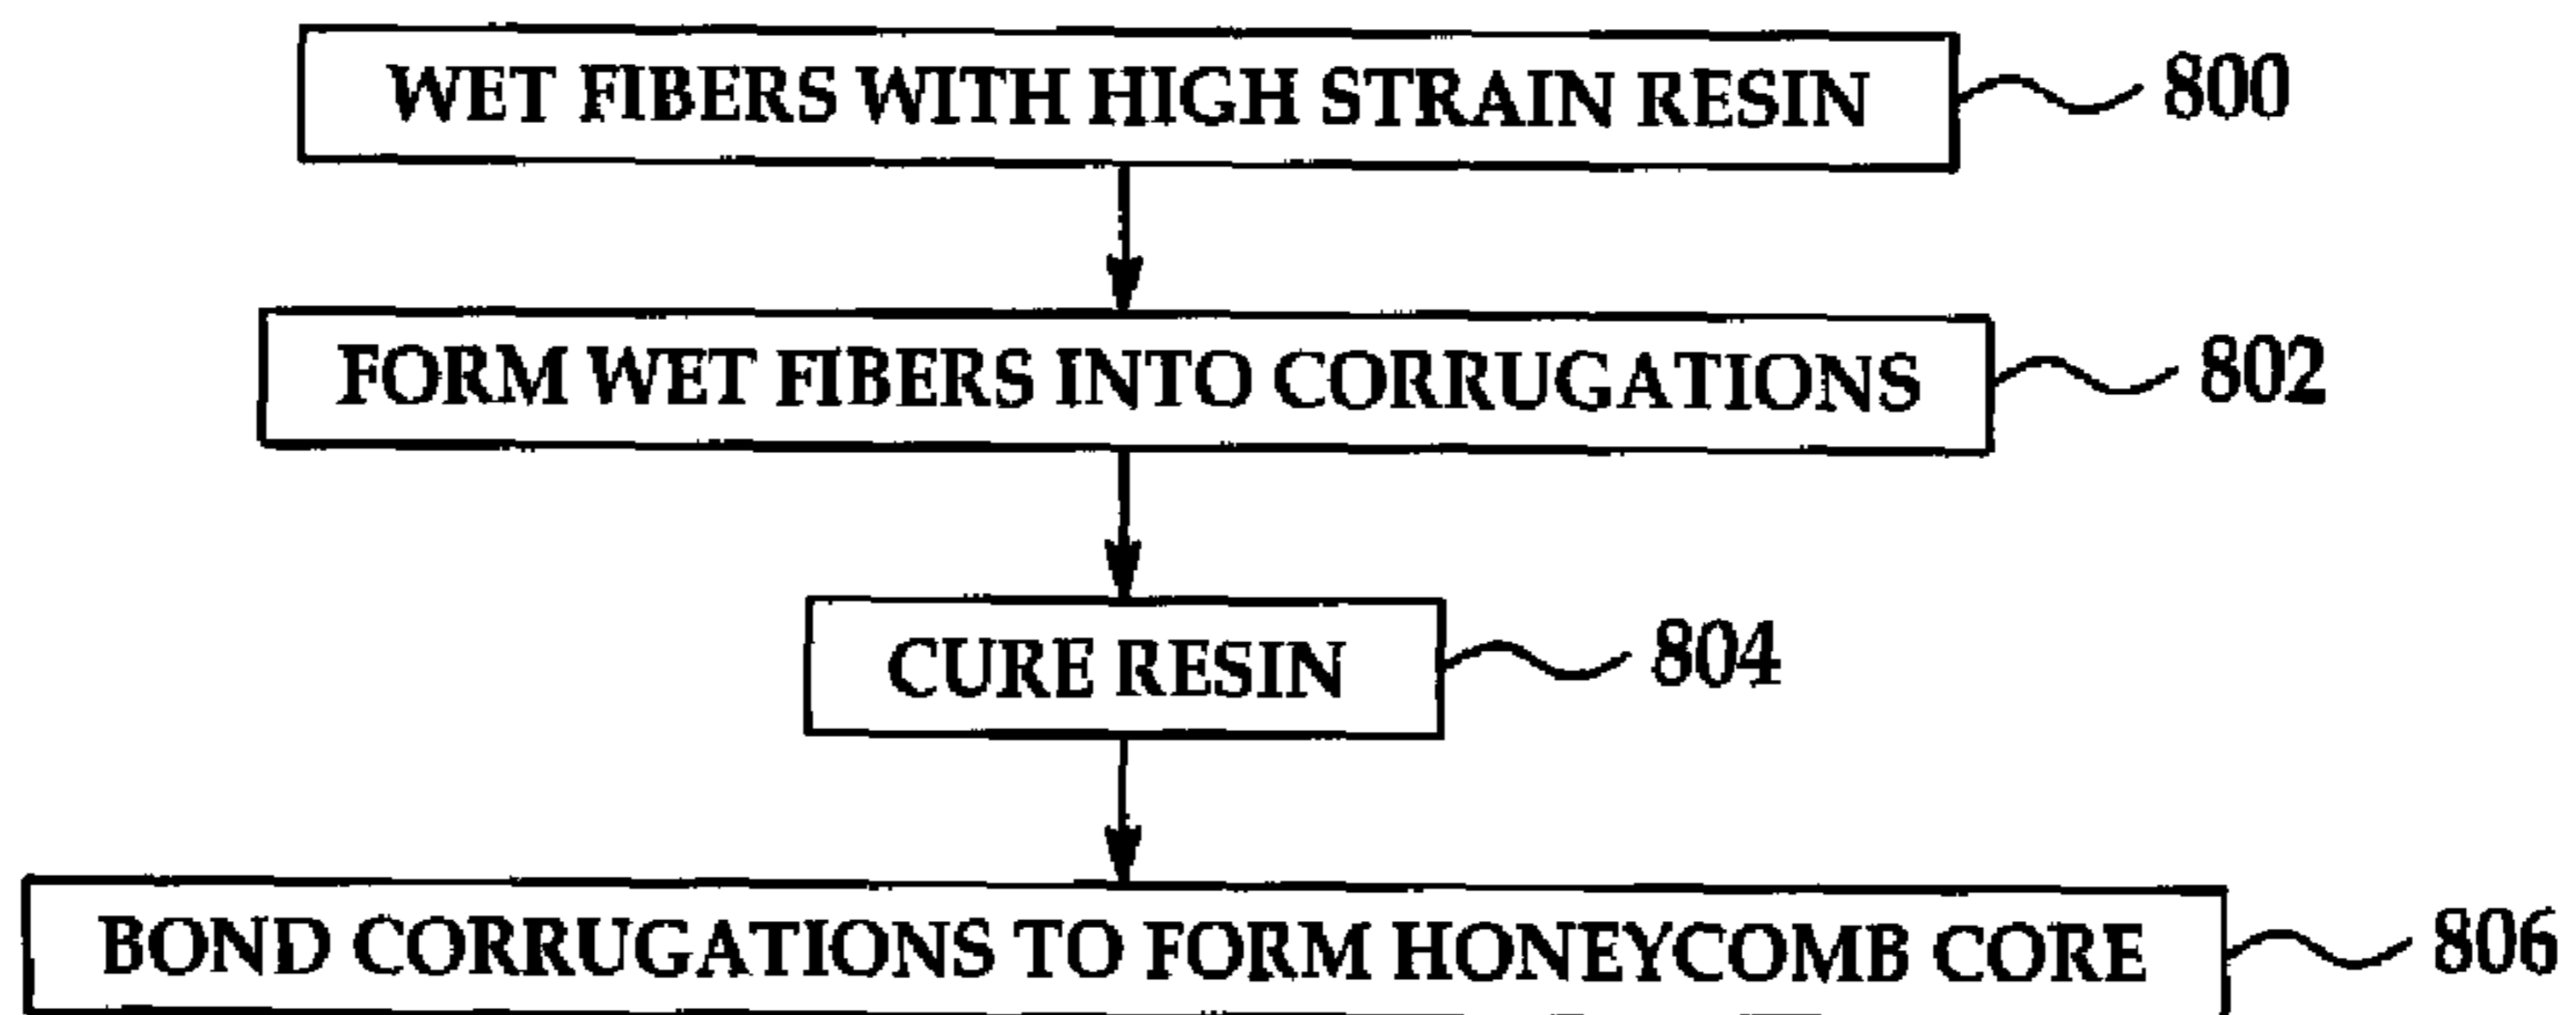 WET FIBERS WITH HIGH STRAIN RESIN 800
FORM WET FIBERS INTO CORRUGATIONS 802
CURE RESIN 804
BOND CORRUGATIONS TO FORM HONEYCOMB CORE 806